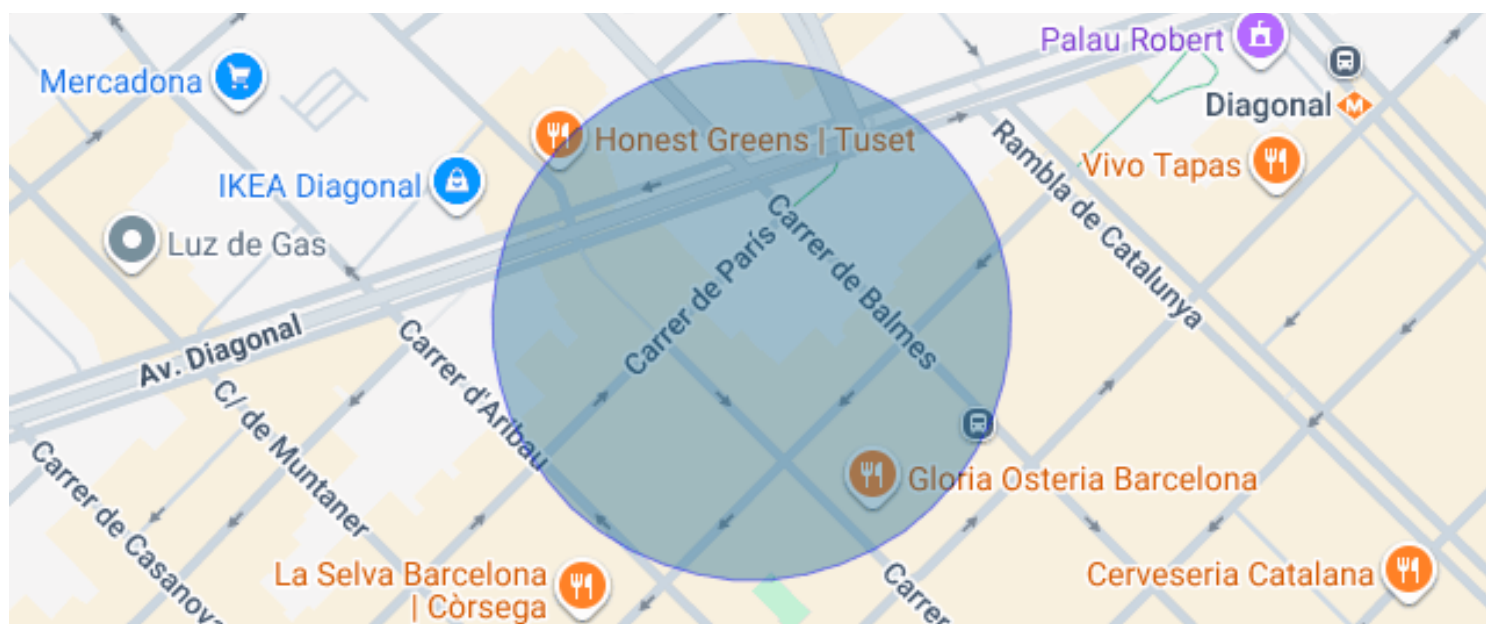 Palau Robert
Mercadona
Diagonal
M
Honest Greens | Tuset
Vivo Tapas
IKEA Diagonal
Rambla de Catalunya
Luz de Gas
Carrer de París
Carrer de Balmes
Av. Diagonal
Carrer d'Aribau
C/ de Muntaner
Carrer de Casanova
Gloria Osteria Barcelona
La Selva Barcelona
| Còrsega
Carrer
Cerveseria Catalana